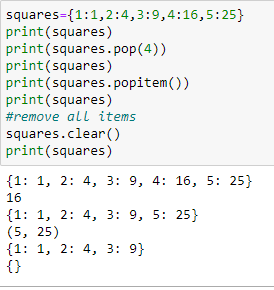 squares={1:1,2:4,3:9,4:16,5:25}
print(squares)
print(squares.pop(4))
print(squares)
print(squares.popitem())
print(squares)
#remove all items
squares.clear()
print(squares)
{1: 1, 2: 4, 3: 9, 4: 16, 5: 25}
16
{1: 1, 2: 4, 3: 9, 5: 25}
(5, 25)
{1: 1, 2: 4, 3: 9}
{}